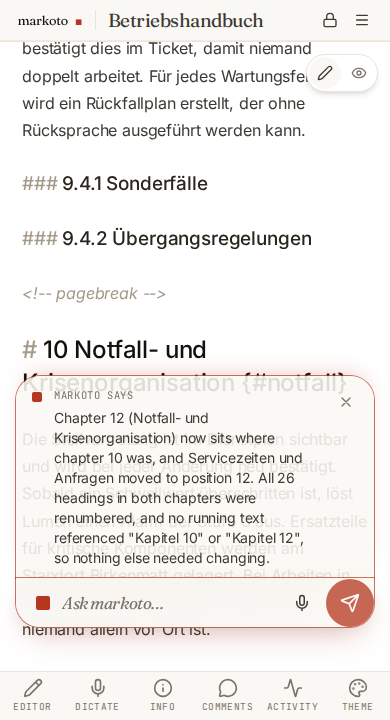 markoto
Betriebshandbuch
bestätigt dies im Ticket, damit niemand
doppelt arbeitet. Für jedes Wartungsfe
wird ein Rückfallplan erstellt, der ohne
Rücksprache ausgeführt werden kann.
### 9.4.1 Sonderfälle
### 9.4.2 Übergangsregelungen
<!-- pagebreak -->
# 10 Notfall- und
Krisenorganisation {#notfall}
MARKOTO SAYS
Chapter 12 (Notfall- und
Krisenorganisation) now sits where
chapter 10 was, and Servicezeiten und
Anfragen moved to position 12. All 26
headings in both chapters were
renumbered, and no running text
referenced "Kapitel 10" or "Kapitel 12",
so nothing else needed changing.
Ask markoto...
niemand allein vor Ort ist.
EDITOR
DICTATE
INFO
COMMENTS
ACTIVITY
THEME